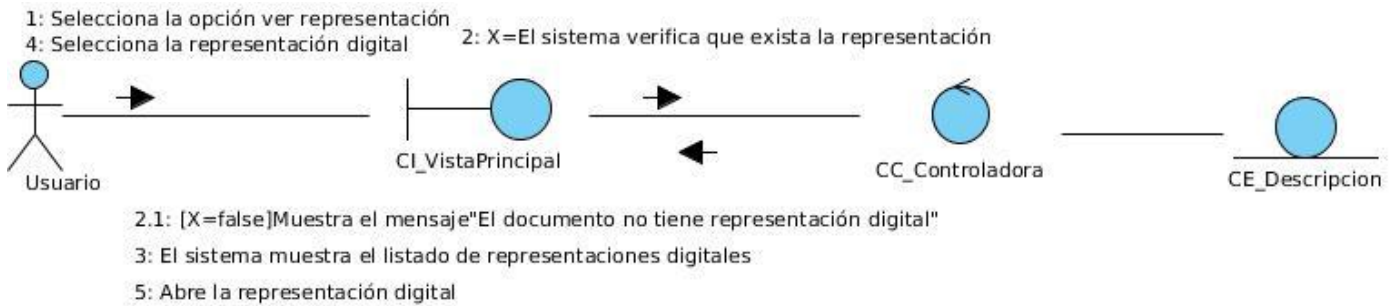 1: Selecciona la opción ver representación
4: Selecciona la representación digital
2: X=El sistema verifica que exista la representación
Usuario
CI_VistaPrincipal
CC_Controladora
CE_Descripcion
2.1: [X=false]Muestra el mensaje"El documento no tiene representación digital"
3: El sistema muestra el listado de representaciones digitales
5: Abre la representación digital